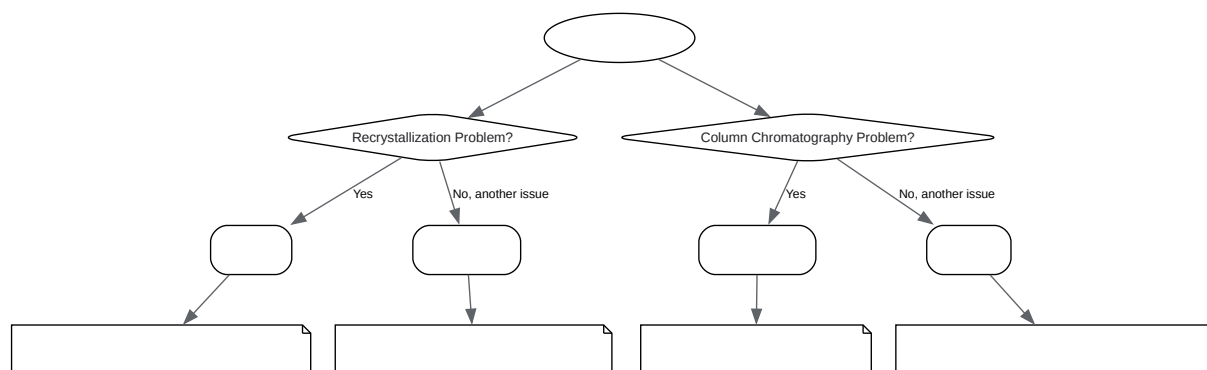 Recrystallization Problem?
Column Chromatography Problem?
Yes
No, another issue
Yes
No, another issue